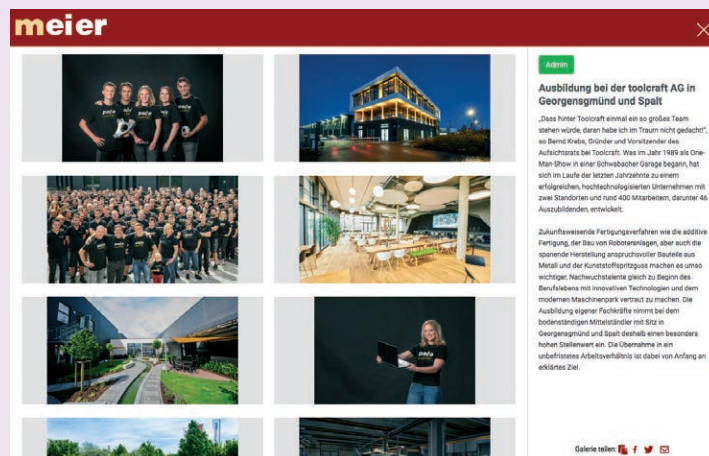 meier
Admin
Ausbildung bei der toolcraft AG in
Georgensgmünd und Spalt
„Dass hinter Toolcraft einmal ein so großes Team
stehen würde, daran habe ich im Traum nicht gedacht!",
so Bernd Krebs, Gründer und Vorsitzender des
Aufsichtsrats bei Toolcraft. Was im Jahr 1989 als One-
Man-Show in einer Schwabacher Garage begann, hat
sich im Laufe der letzten Jahrzehnte zu einem
erfolgreichen, hochtechnologisierten Unternehmen mit
zwei Standorten und rund 400 Mitarbeitern, darunter 46
Auszubildenden, entwickelt.
Zukunftsweisende Fertigungsverfahren wie die additive
Fertigung, der Bau von Roboteranlagen, aber auch die
spanende Herstellung anspruchsvoller Bauteile aus
Metall und der Kunststoffspritzguss machen es umso
wichtiger, Nachwuchstalente gleich zu Beginn des
Berufslebens mit innovativen Technologien und dem
modernen Maschinenpark vertraut zu machen. Die
Ausbildung eigener Fachkräfte nimmt bei dem
bodenständigen Mittelständler mit Sitz in
Georgensgmünd und Spalt deshalb einen besonders
hohen Stellenwert ein. Die Übernahme in ein
unbefristetes Arbeitsverhältnis ist dabei von Anfang an
erklärtes Ziel.
Galerie teilen: